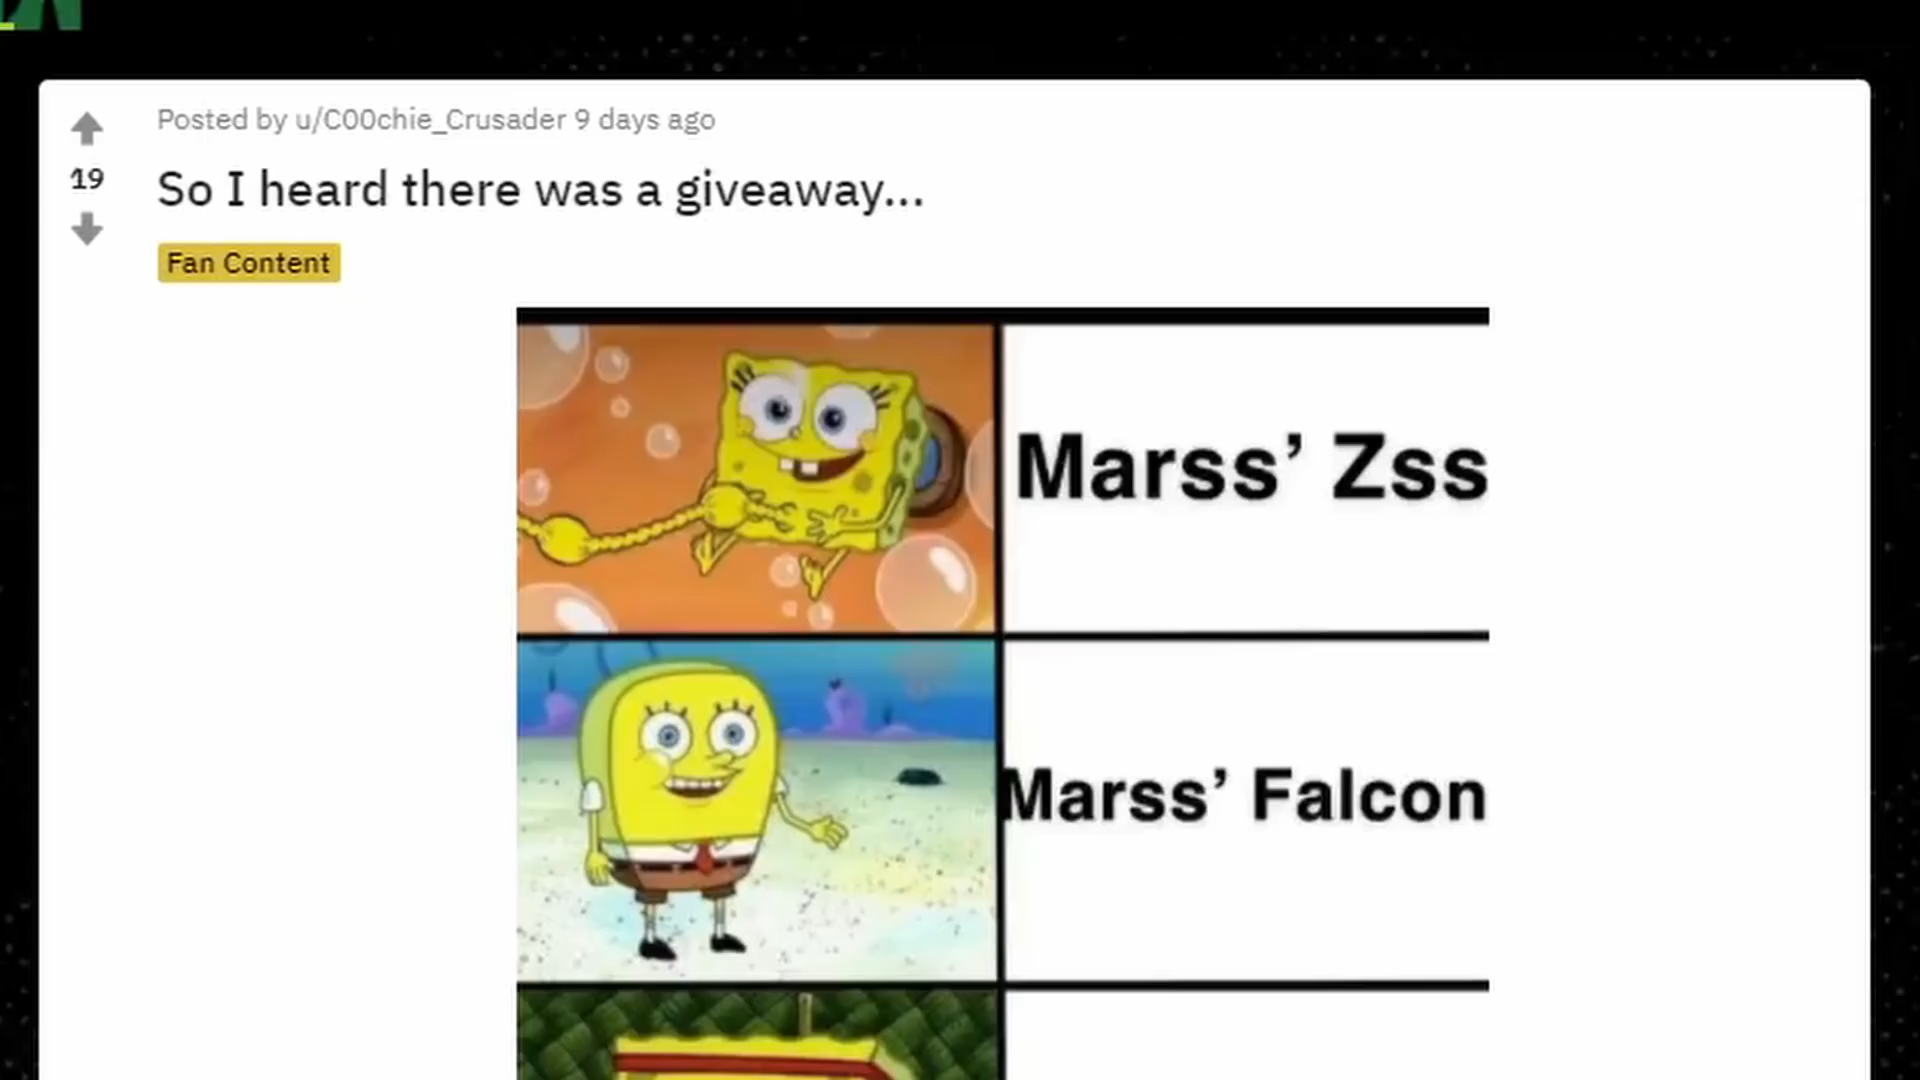 Posted by u/C00chie_Crusader 9 days ago
19
So I heard there was a giveaway...
Fan Content
Marss’ Zss
Marss’ Falcon